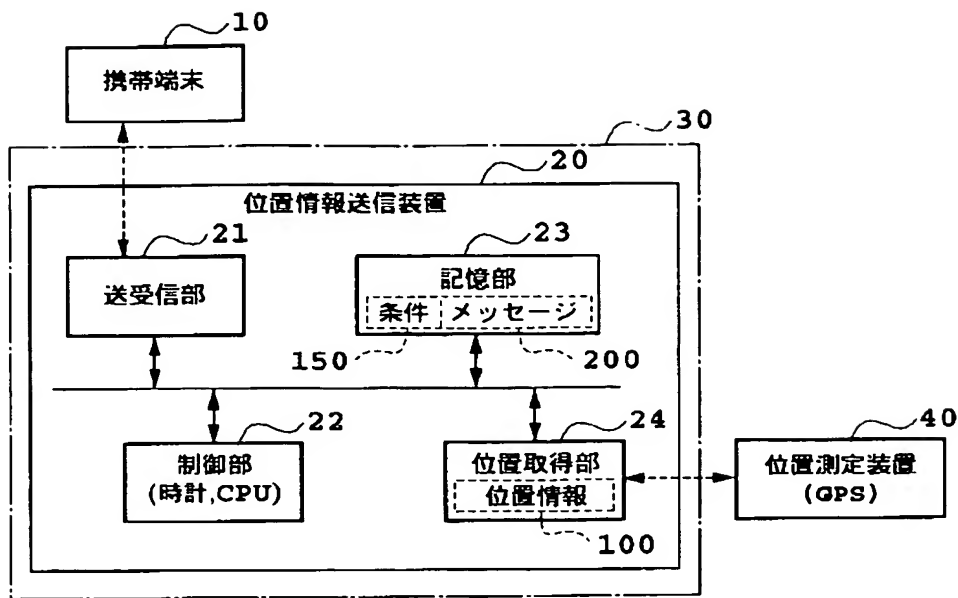 10
携帯端末
30
20
位置情報送信装置
21
送受信部
23
記憶部
条件 メッセージ
150
200
22
制御部
(時計,CPU)
24
位置取得部
位置情報
100
40
位置測定装置
(GPS)